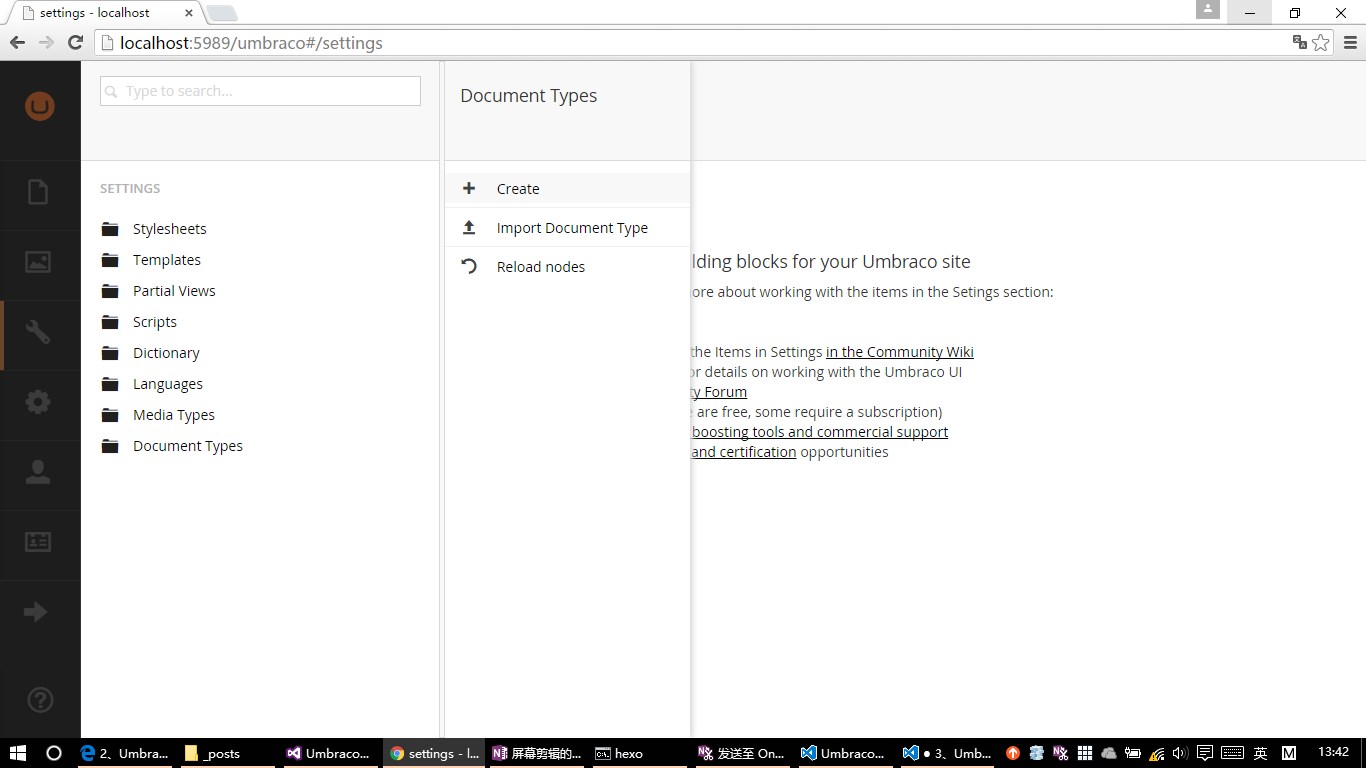 settings - localhost
localhost:5989/umbraco#/settings
Type to search...
Document Types
SETTINGS
Stylesheets
Templates
Partial Views
Scripts
Dictionary
Languages
Media Types
Document Types
Create
Import Document Type
Reload nodes
lding blocks for your Umbraco site
ore about working with the items in the Setings section:
the Items in Settings in the Community Wiki
or details on working with the Umbraco UI
ty Forum
e are free, some require a subscription)
boosting tools and commercial support
and certification opportunities
2、Umbra... _posts Umbraco... settings - l... 屏幕剪辑的... hexo 发送至 On... Umbraco... ● 3、Umb... 英 M 13:42